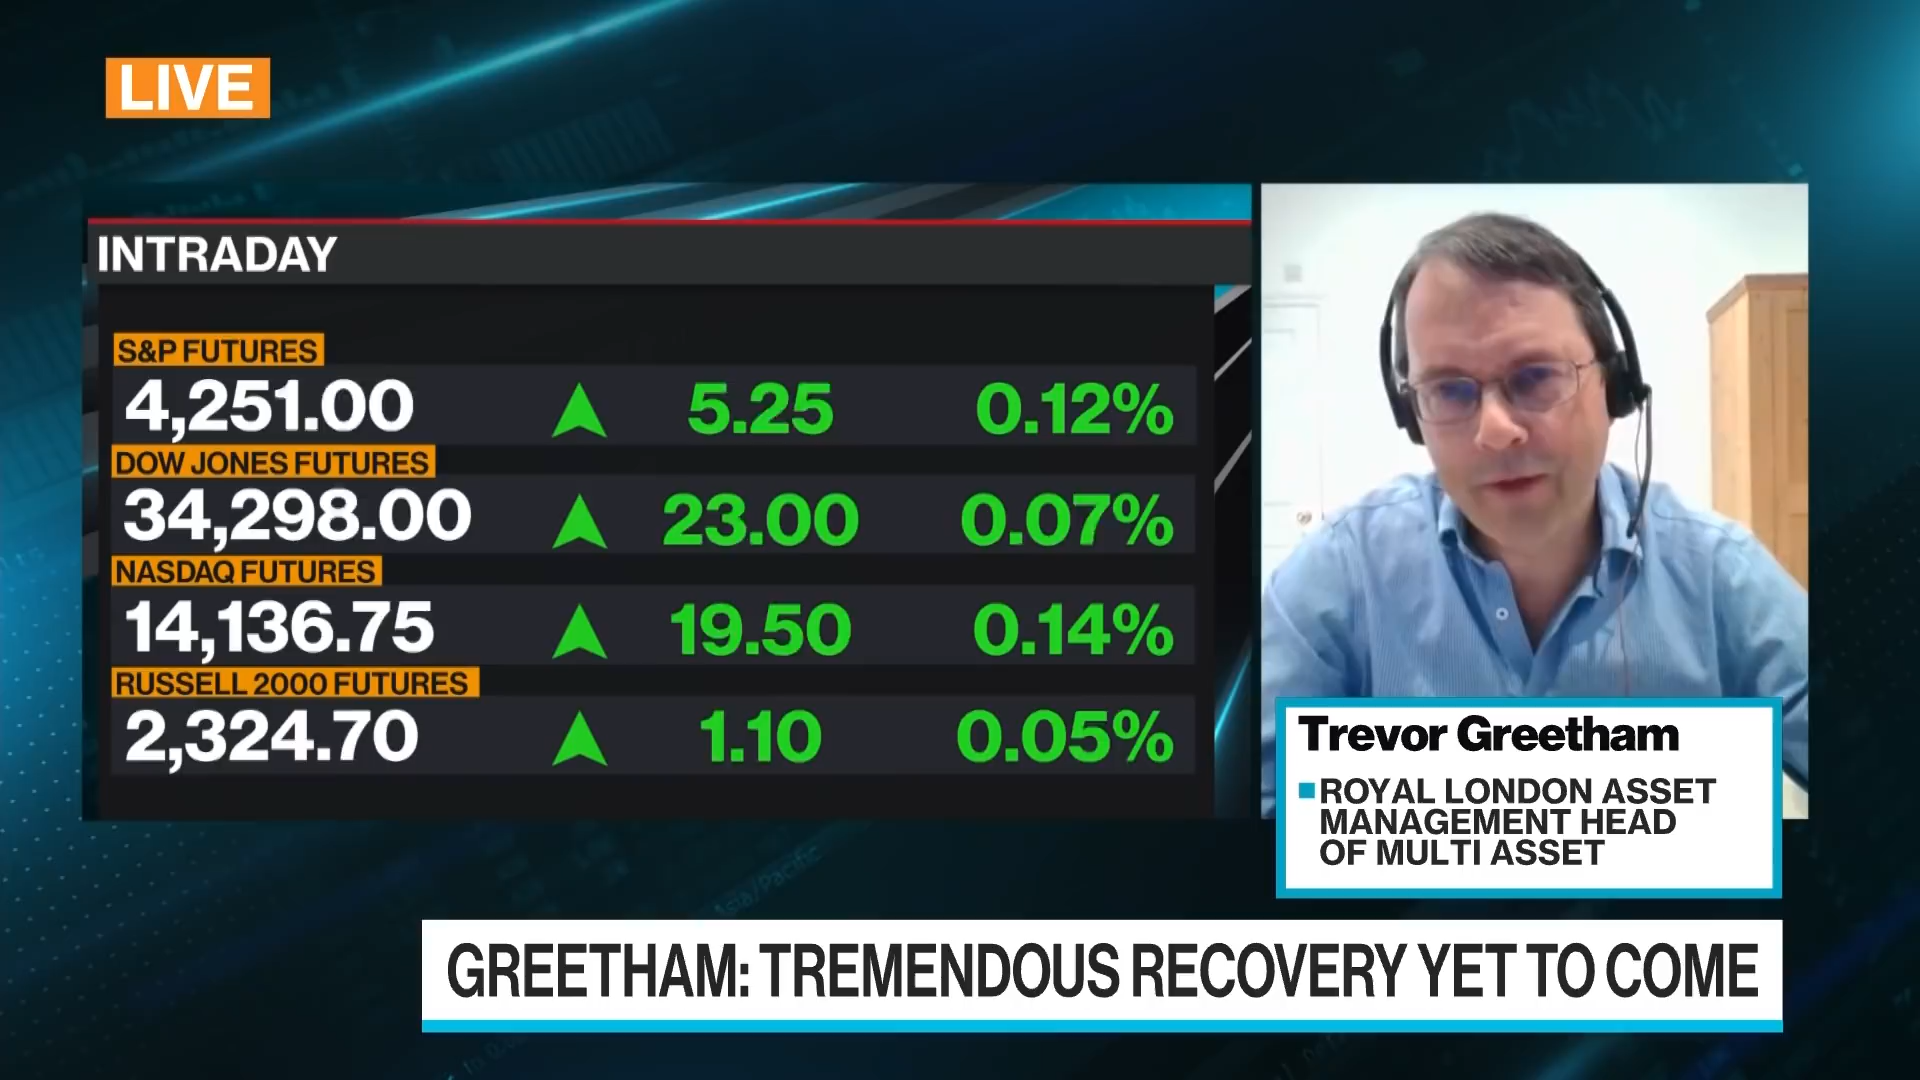 LIVE
INTRADAY
S&P FUTURES
4,251.00 ▲ 5.25 0.12%
DOW JONES FUTURES
34,298.00 ▲ 23.00 0.07%
NASDAQ FUTURES
14,136.75 ▲ 19.50 0.14%
RUSSELL 2000 FUTURES
2,324.70 ▲ 1.10 0.05%
Trevor Greetham
ROYAL LONDON ASSET
MANAGEMENT HEAD
OF MULTI ASSET
Asia/Pacific
GREETHAM: TREMENDOUS RECOVERY YET TO COME